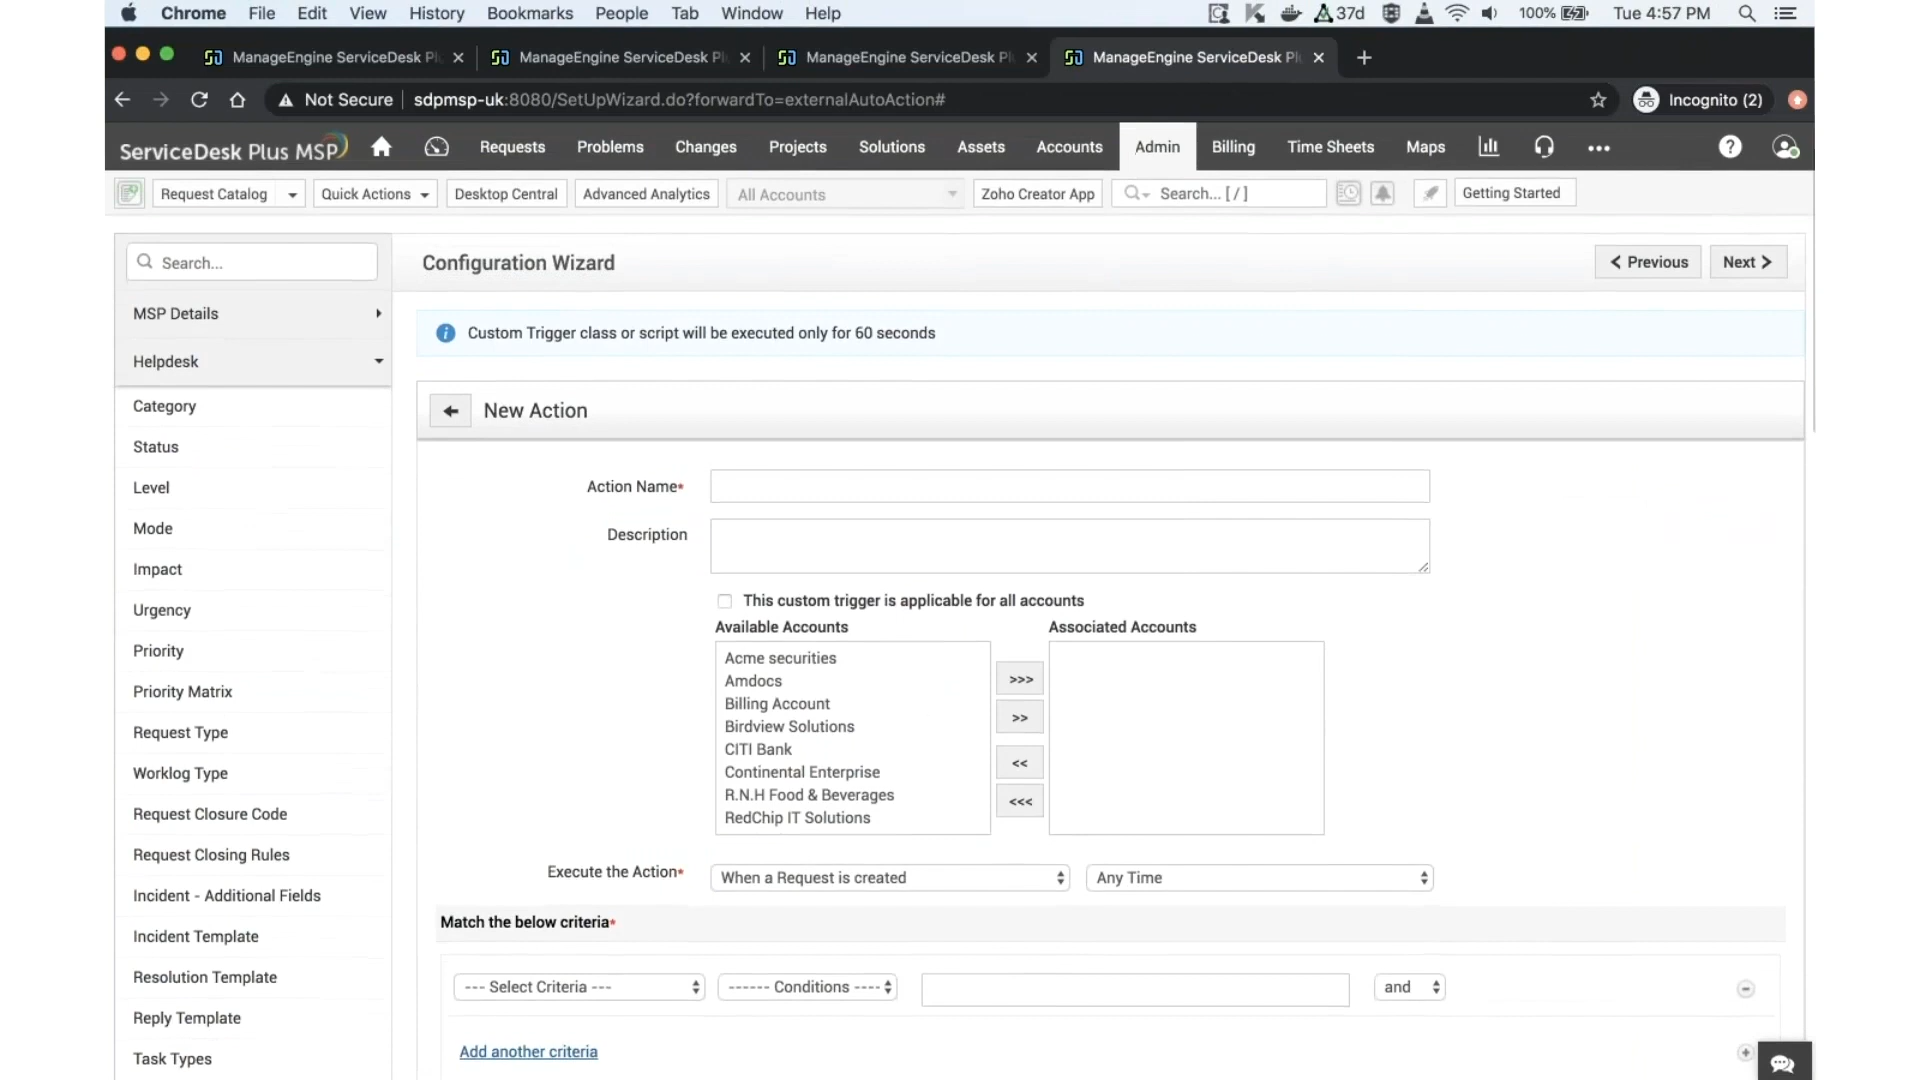 Chrome File Edit View History Bookmarks People Tab Window Help 37d 100% Tue 4:57 PM
ManageEngine ServiceDesk Pl ManageEngine ServiceDesk Pl ManageEngine ServiceDesk Pl ManageEngine ServiceDesk Pl
Not Secure sdpmsp-uk:8080/SetUpWizard.do?forwardTo=externalAutoAction# Incognito (2)
ServiceDesk Plus MSP Requests Problems Changes Projects Solutions Assets Accounts Admin Billing Time Sheets Maps
Request Catalog Quick Actions Desktop Central Advanced Analytics All Accounts Zoho Creator App Search... [ / ] Getting Started
Search...
MSP Details
Helpdesk
Category
Status
Level
Mode
Impact
Urgency
Priority
Priority Matrix
Request Type
Worklog Type
Request Closure Code
Request Closing Rules
Incident - Additional Fields
Incident Template
Resolution Template
Reply Template
Task Types
Configuration Wizard
Previous Next
Custom Trigger class or script will be executed only for 60 seconds
New Action
Action Name*
Description
This custom trigger is applicable for all accounts
Available Accounts Associated Accounts
Acme securities
Amdocs
Billing Account
Birdview Solutions
CITI Bank
Continental Enterprise
R.N.H Food & Beverages
RedChip IT Solutions
>>>
>>
<<
<<<
Execute the Action* When a Request is created Any Time
Match the below criteria*
--- Select Criteria --- ------ Conditions ---- and
Add another criteria